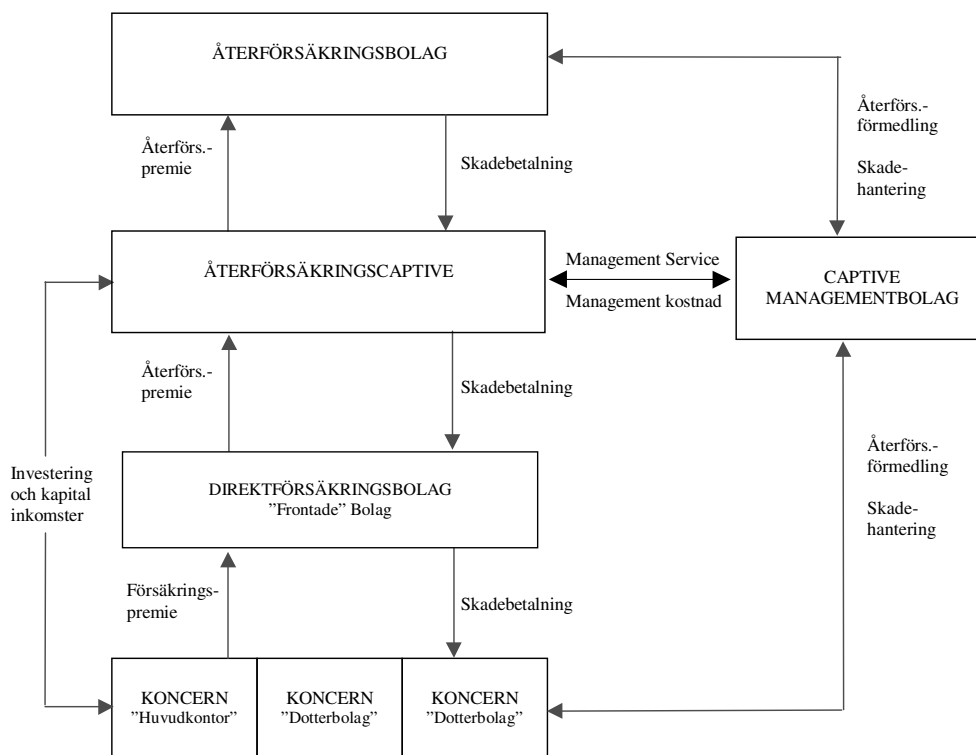 ÅTERFÖRSÄKRINGSBOLAG
Återförs.-
premie
Skadebetalning
Återförs.-
förmedling
Skade-
hantering
ÅTERFÖRSÄKRINGSCAPTIVE
Management Service
Management kostnad
CAPTIVE
MANAGEMENTBOLAG
Återförs.-
premie
Skadebetalning
Investering
och kapital
inkomster
DIREKTFÖRSÄKRINGSBOLAG
”Frontade” Bolag
Återförs.-
förmedling
Skade-
hantering
Försäkrings-
premie
Skadebetalning
KONCERN
”Huvudkontor”
KONCERN
”Dotterbolag”
KONCERN
”Dotterbolag”